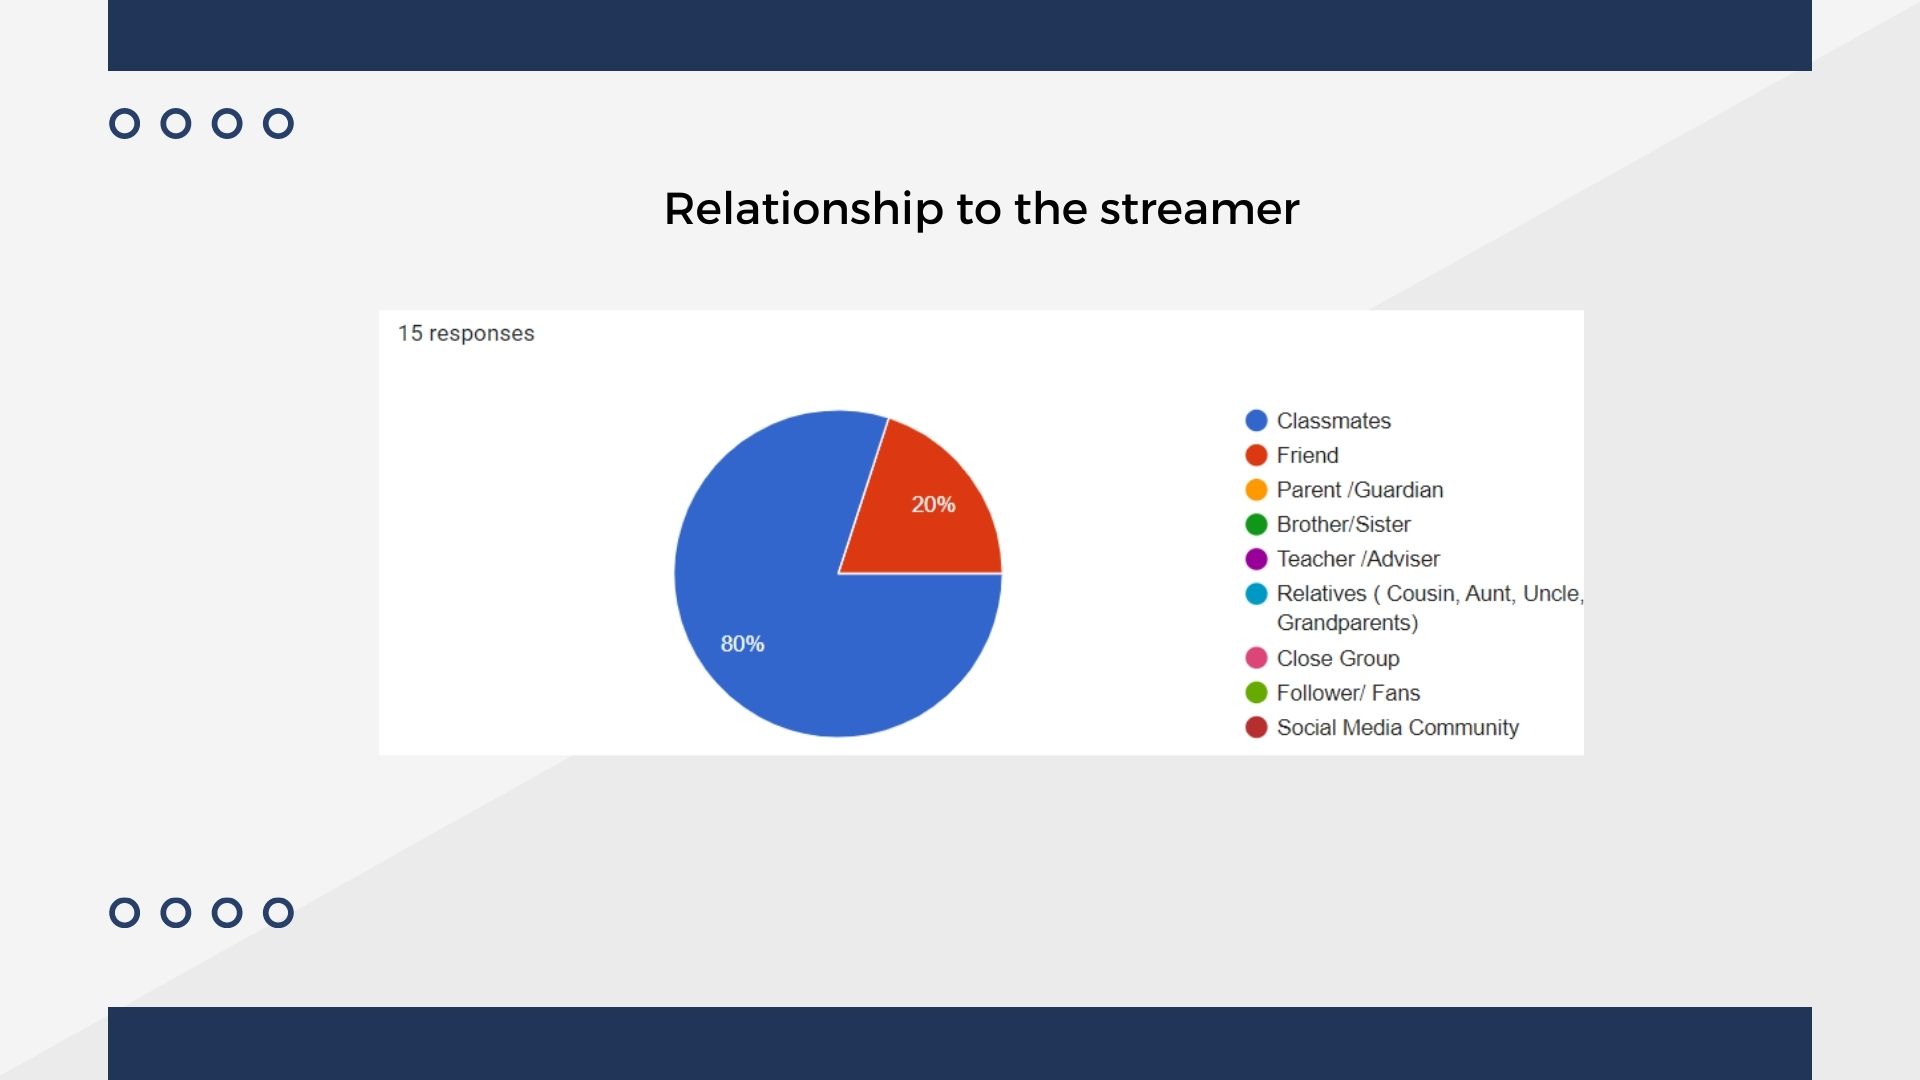 Relationship to the streamer
15 responses
20%
80%
Classmates
Friend
Parent /Guardian
Brother/Sister
Teacher /Adviser
Relatives ( Cousin, Aunt, Uncle,
Grandparents)
Close Group
Follower/ Fans
Social Media Community